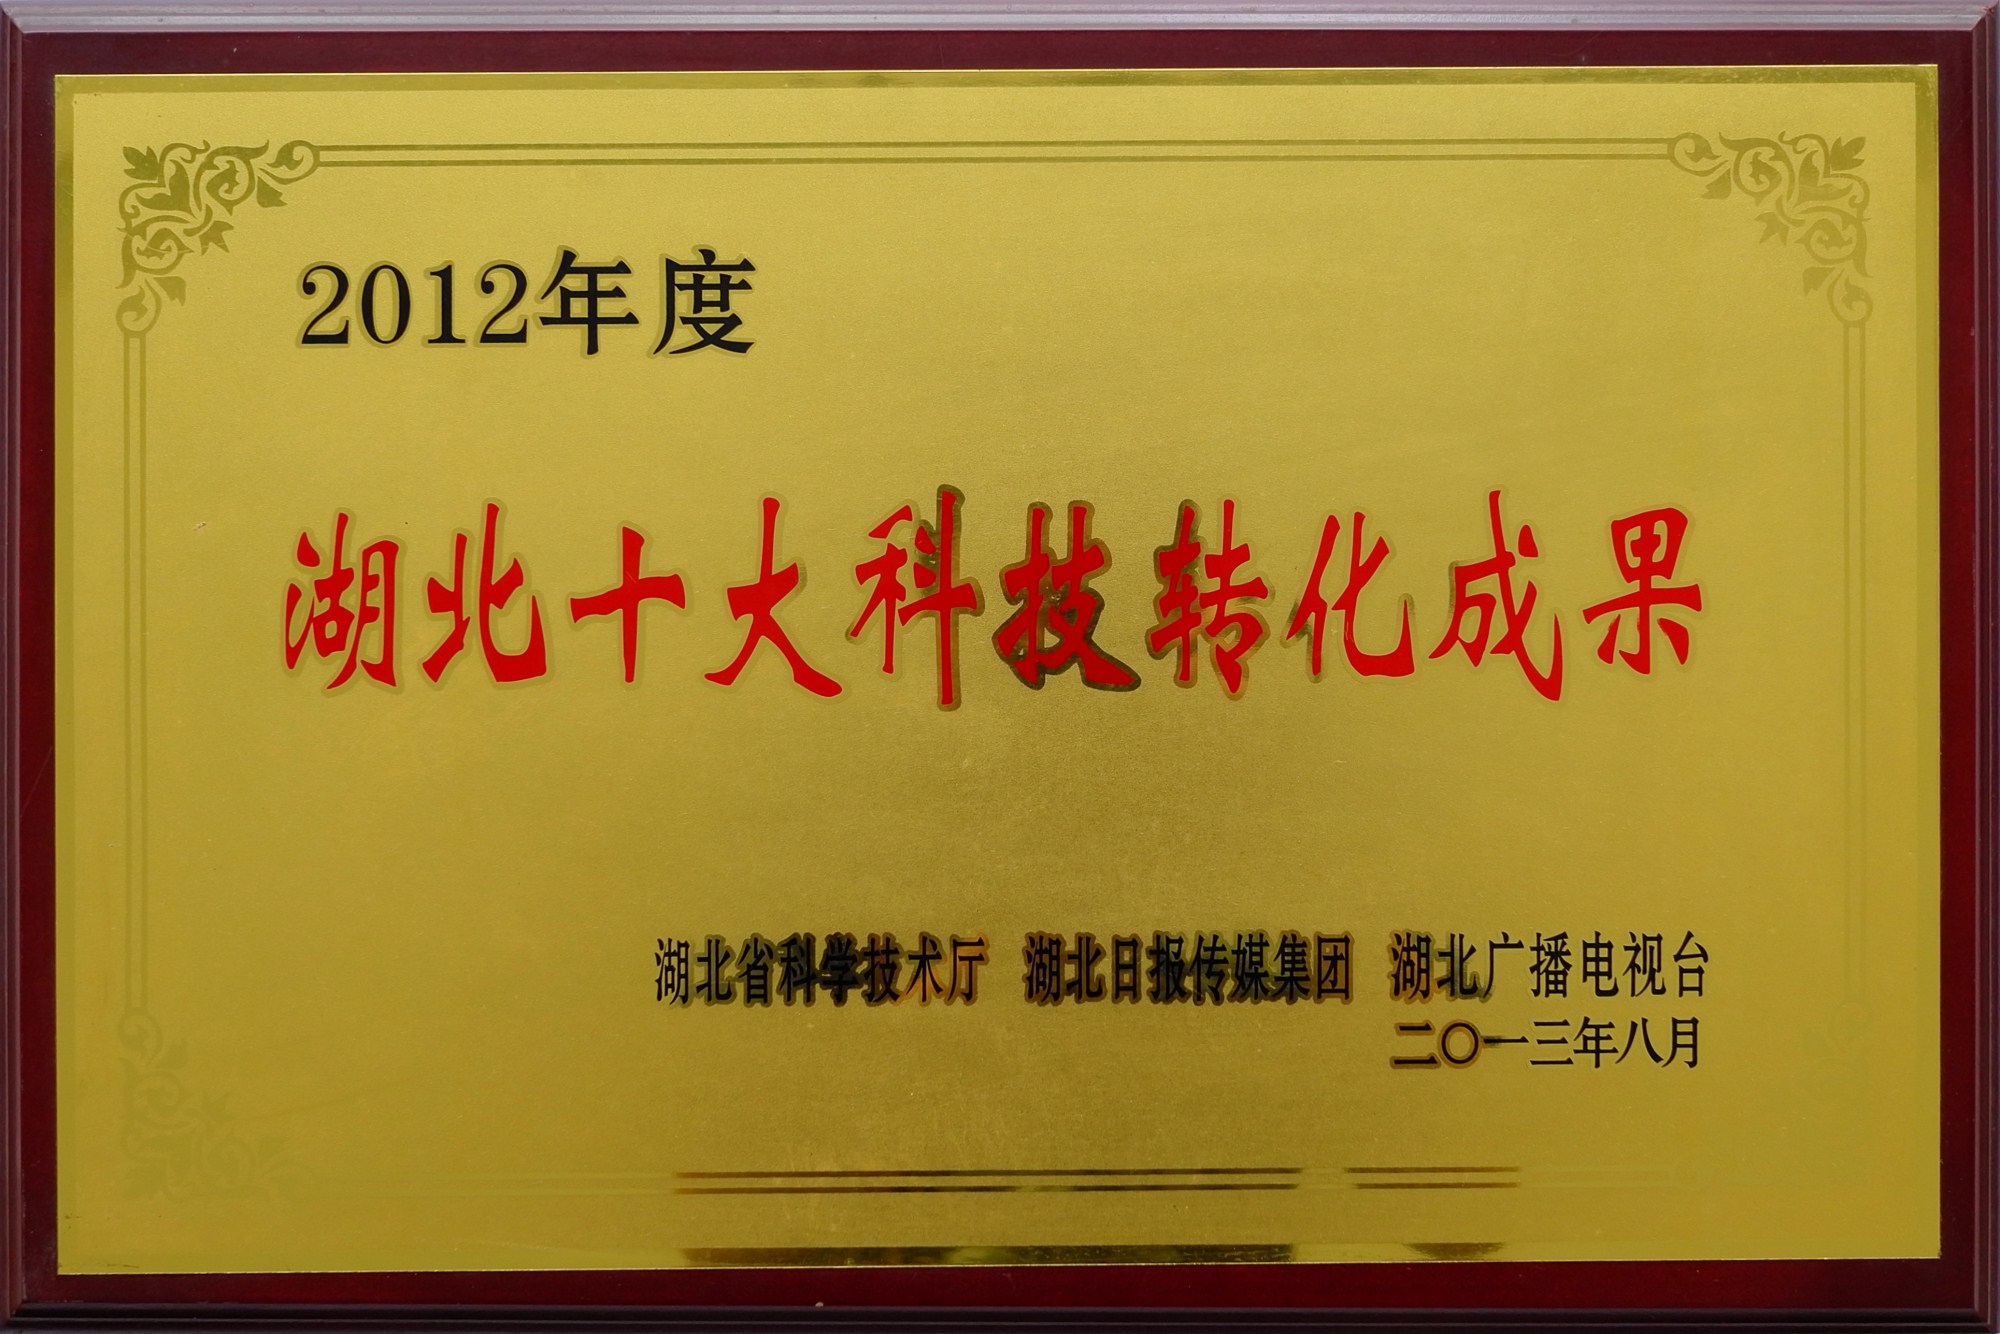 2012年度
湖北十大科技转化成果
湖北省科学技术厅 湖北日报传媒集团 湖北广播电视台
二〇一三年八月